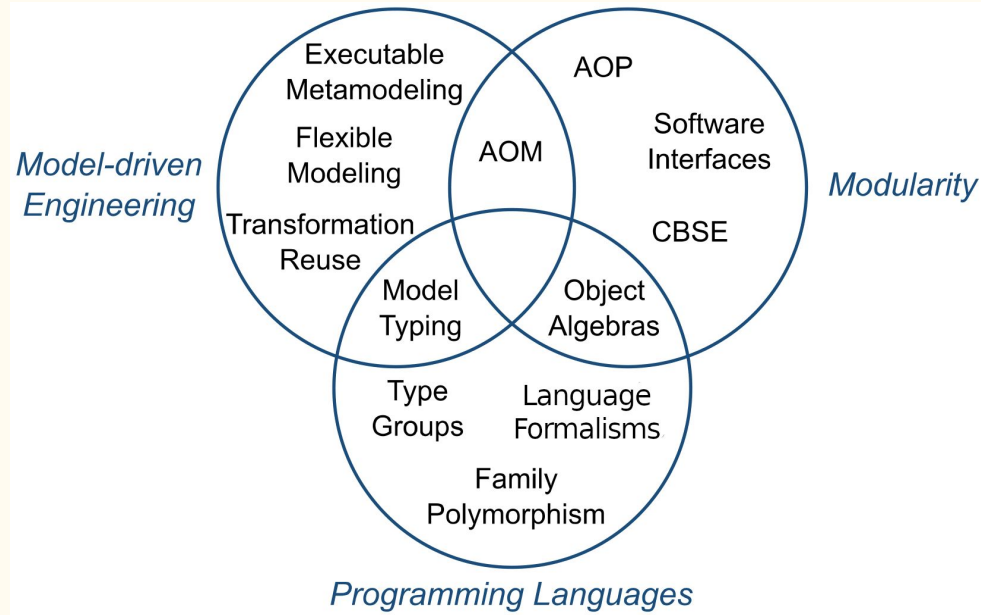 Executable
Metamodeling
AOP
Flexible
Modeling
AOM
Software
Interfaces
Model-driven
Engineering
Modularity
Transformation
Reuse
CBSE
Model
Typing
Object
Algebras
Type
Groups
Language
Formalisms
Family
Polymorphism
Programming Languages